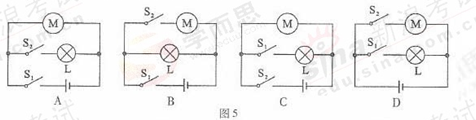 M S₂ M M S₂ M
S₂ L L S₁ L S₁ L
S₁ S₁ S₂
A B C D
图5